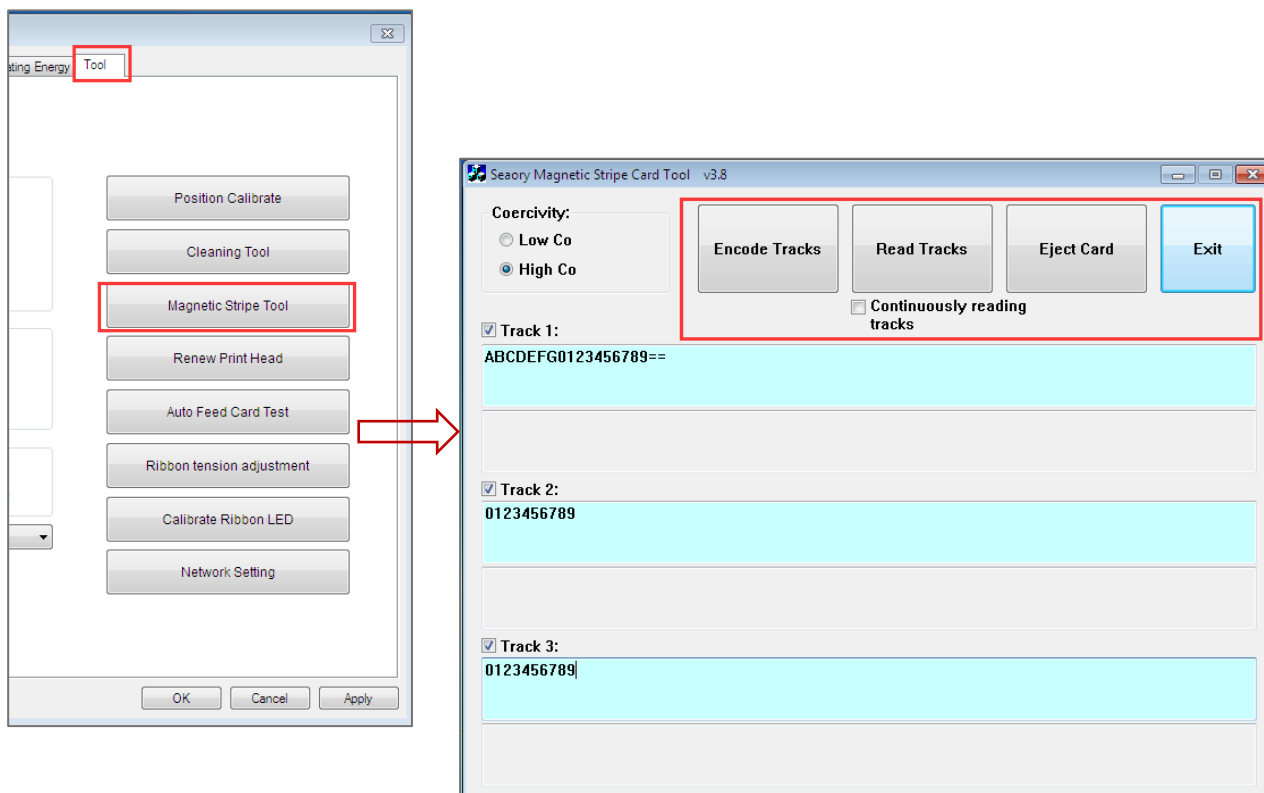 ating Energy
Tool
Position Calibrate
Cleaning Tool
Magnetic Stripe Tool
Renew Print Head
Auto Feed Card Test
Ribbon tension adjustment
Calibrate Ribbon LED
Network Setting
OK Cancel Apply
Seaory Magnetic Stripe Card Tool v3.8
Coercivity:
Low Co
High Co
Encode Tracks
Read Tracks
Eject Card
Exit
Continuously reading
tracks
Track 1:
ABCDEFG0123456789==
Track 2:
0123456789
Track 3:
0123456789